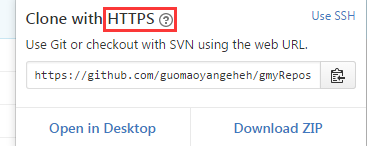 Clone with HTTPS ?
Use SSH
Use Git or checkout with SVN using the web URL.
https://github.com/guomaoyangeheh/gmyRepos
Open in Desktop
Download ZIP